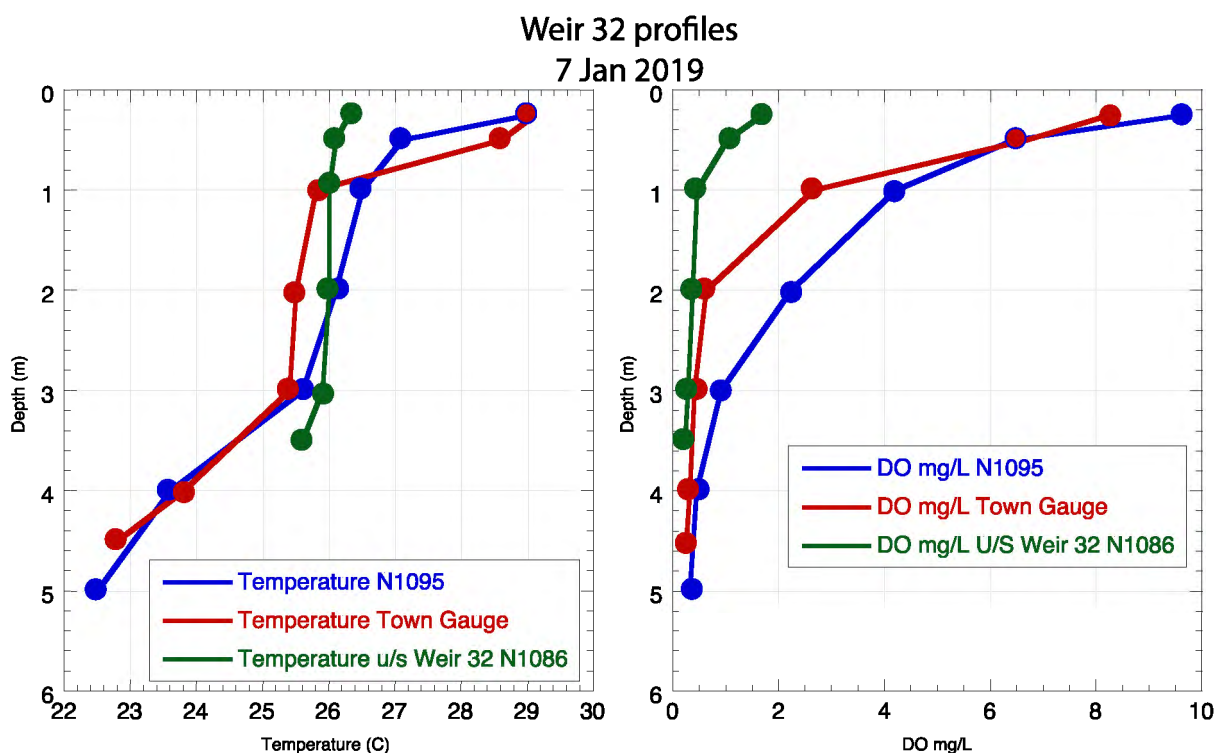 Weir 32 profiles
7 Jan 2019
0
1
2
3
4
5
6
Depth (m)
22
23
24
25
26
27
28
29
30
Temperature (C)
Temperature N1095
Temperature Town Gauge
Temperature u/s Weir 32 N1086
0
1
2
3
4
5
6
Depth (m)
0
2
4
6
8
10
DO mg/L
DO mg/L N1095
DO mg/L Town Gauge
DO mg/L U/S Weir 32 N1086